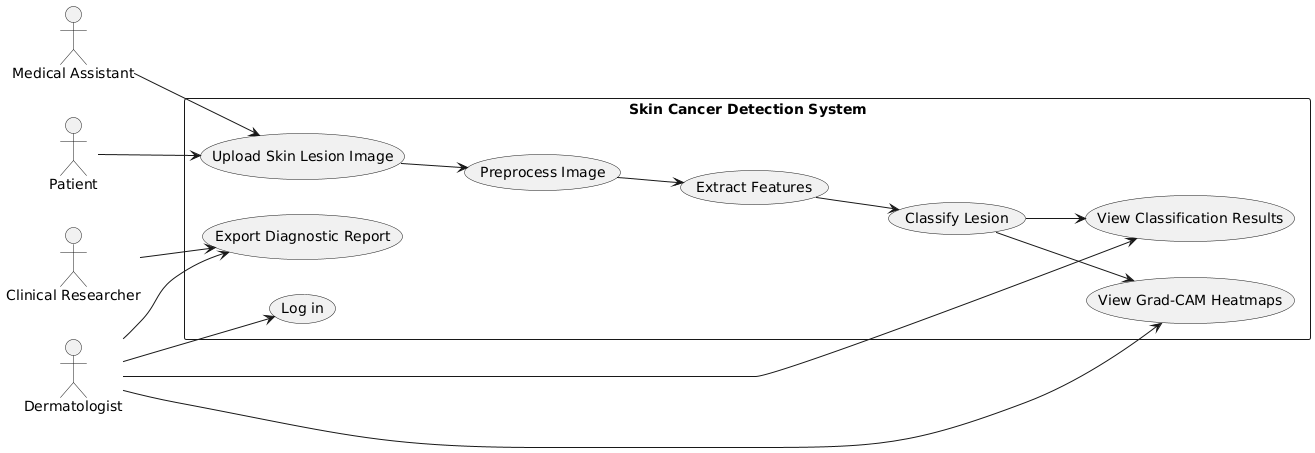 Medical Assistant
Skin Cancer Detection System
Upload Skin Lesion Image
Preprocess Image
Patient
Extract Features
Classify Lesion
View Classification Results
Export Diagnostic Report
Clinical Researcher
Log in
View Grad-CAM Heatmaps
Dermatologist